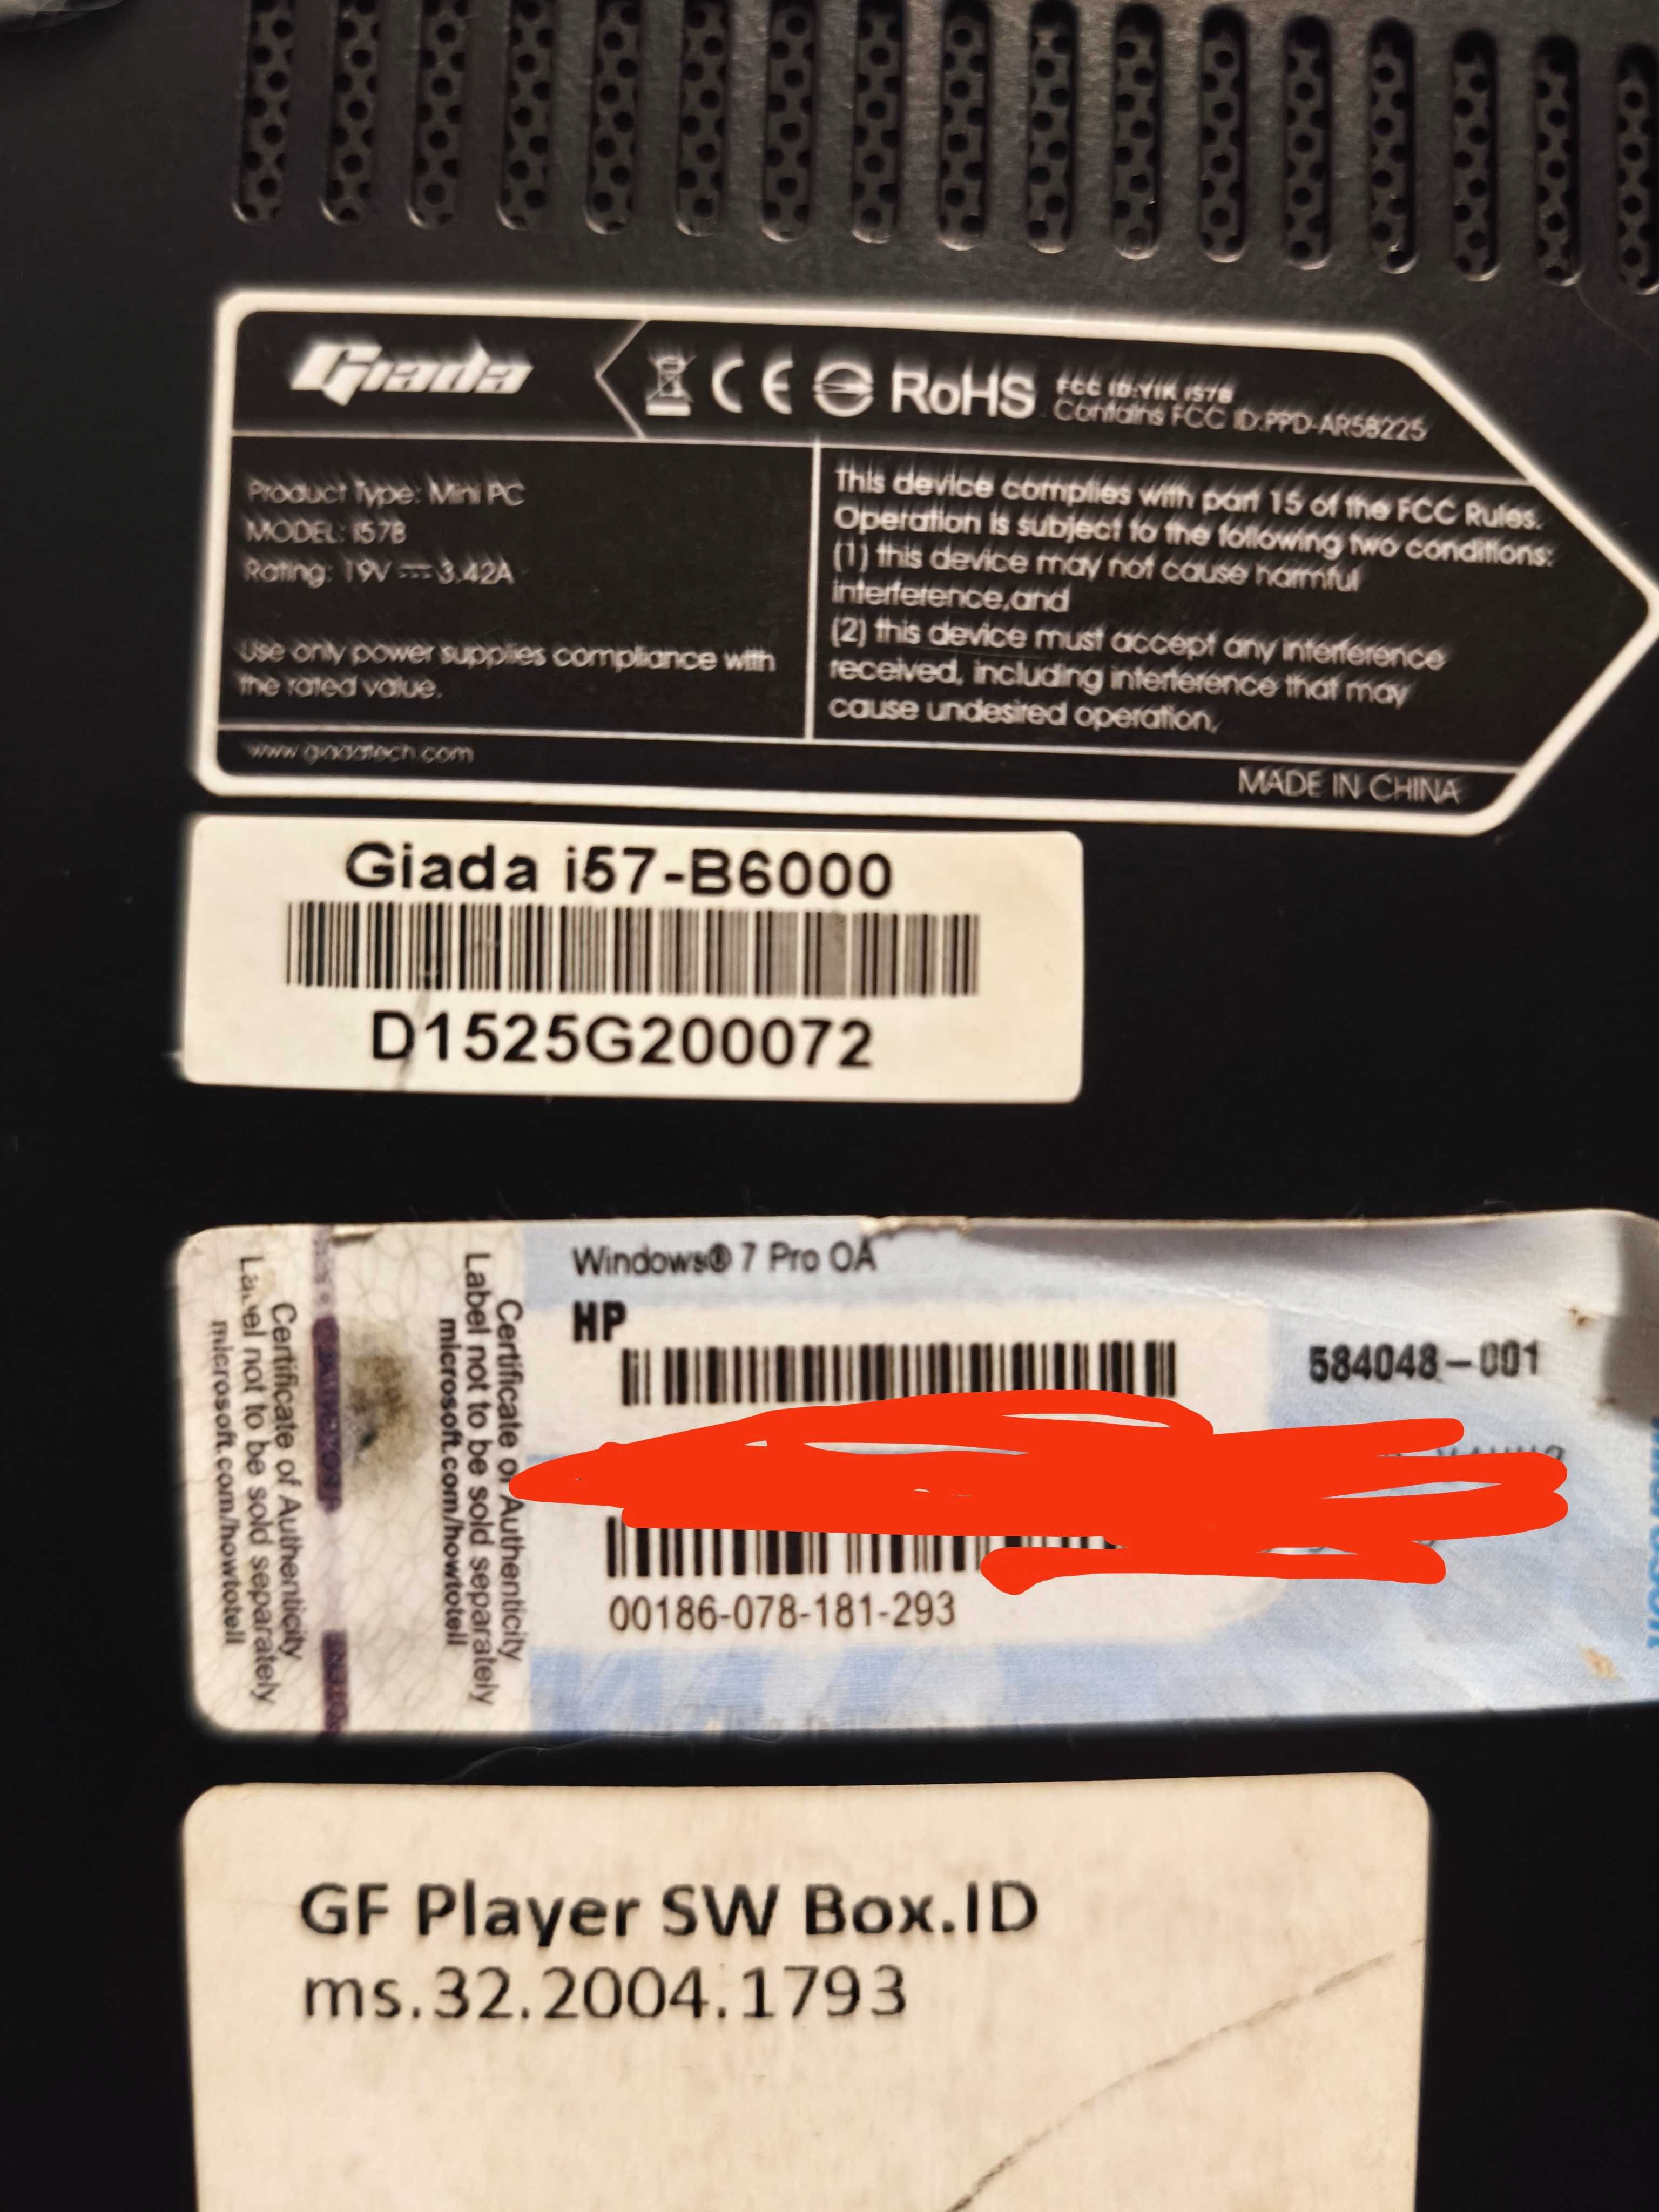 Giada
CE RoHS
FCC ID:YIK i57B
Contains FCC ID:PPD-AR5B225
Product Type: Mini PC
MODEL: i57B
Rating: 19V 3.42A
Use only power supplies compliance with
the rated value.
This device complies with part 15 of the FCC Rules.
Operation is subject to the following two conditions:
(1) this device may not cause harmful
interference,and
(2) this device must accept any interference
received, including interference that may
cause undesired operation,
www.giadatech.com
MADE IN CHINA
Giada i57-B6000
D1525G200072
Certificate of Authenticity
Label not to be sold separately
microsoft.com/howtotell
Certificate of Authenticity
Label not to be sold separately
microsoft.com/howtotell
Windows® 7 Pro OA
HP
584048-001
00186-078-181-293
Microsoft
GF Player SW Box.ID
ms.32.2004.1793